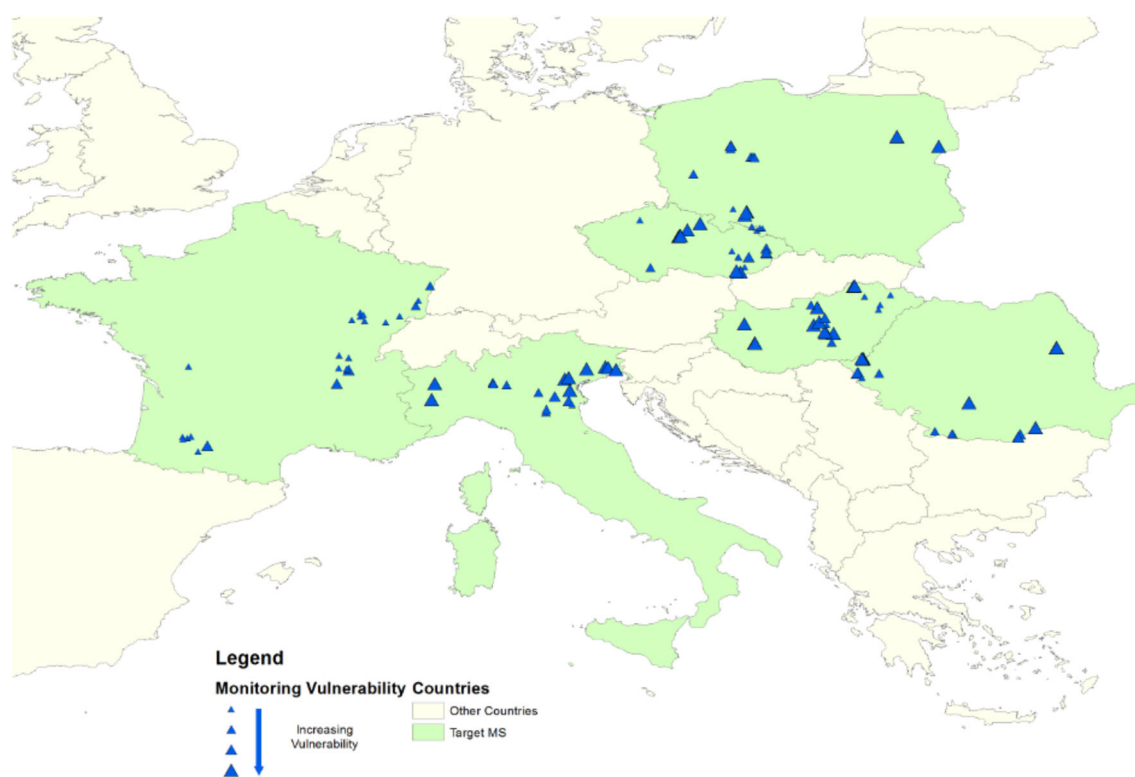 Legend
Monitoring Vulnerability Countries
Other Countries
Increasing
Vulnerability
Target MS